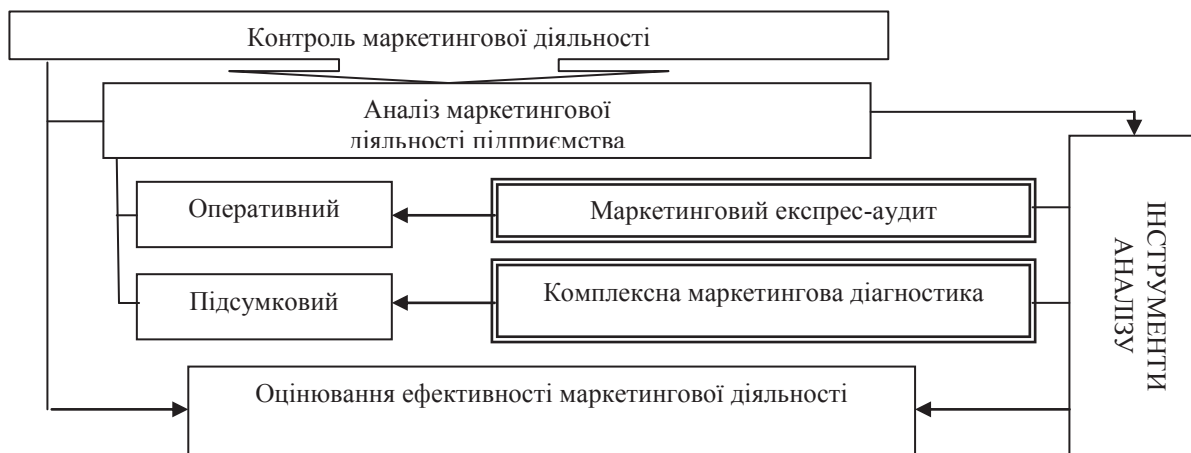 Контроль маркетингової діяльності
Аналіз маркетингової
діяльності підприємства
Оперативний
Маркетинговий експрес-аудит
Підсумковий
Комплексна маркетингова діагностика
ІНСТРУМЕНТИ
АНАЛІЗУ
Оцінювання ефективності маркетингової діяльності